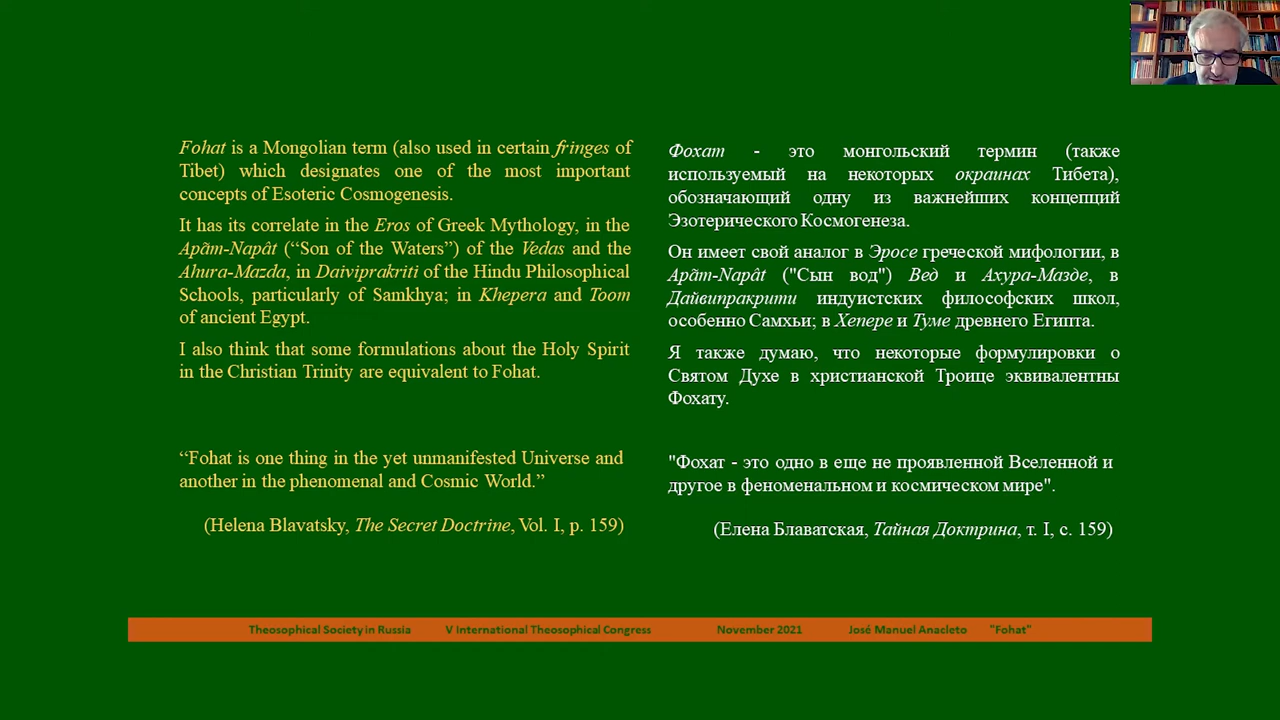 Fohat is a Mongolian term (also used in certain fringes of
Tibet) which designates one of the most important
concepts of Esoteric Cosmogenesis.
It has its correlate in the Eros of Greek Mythology, in the
Apãm-Napât (“Son of the Waters”) of the Vedas and the
Ahura-Mazda, in Daiviprakriti of the Hindu Philosophical
Schools, particularly of Samkhya; in Khepera and Toom
of ancient Egypt.
I also think that some formulations about the Holy Spirit
in the Christian Trinity are equivalent to Fohat.
“Fohat is one thing in the yet unmanifested Universe and
another in the phenomenal and Cosmic World.”
(Helena Blavatsky, The Secret Doctrine, Vol. I, p. 159)
Фохат - это монгольский термин (также
используемый на некоторых окраинах Тибета),
обозначающий одну из важнейших концепций
Эзотерического Космогенеза.
Он имеет свой аналог в Эросе греческой мифологии, в
Apãm-Napât ("Сын вод") Вед и Ахура-Мазде, в
Дайвипракрити индуистских философских школ,
особенно Самхьи; в Хепере и Туме древнего Египта.
Я также думаю, что некоторые формулировки о
Святом Духе в христианской Троице эквивалентны
Фохату.
"Фохат - это одно в еще не проявленной Вселенной и
другое в феноменальном и космическом мире".
(Елена Блаватская, Тайная Доктрина, т. I, с. 159)
Theosophical Society in Russia V International Theosophical Congress November 2021 José Manuel Anacleto "Fohat"